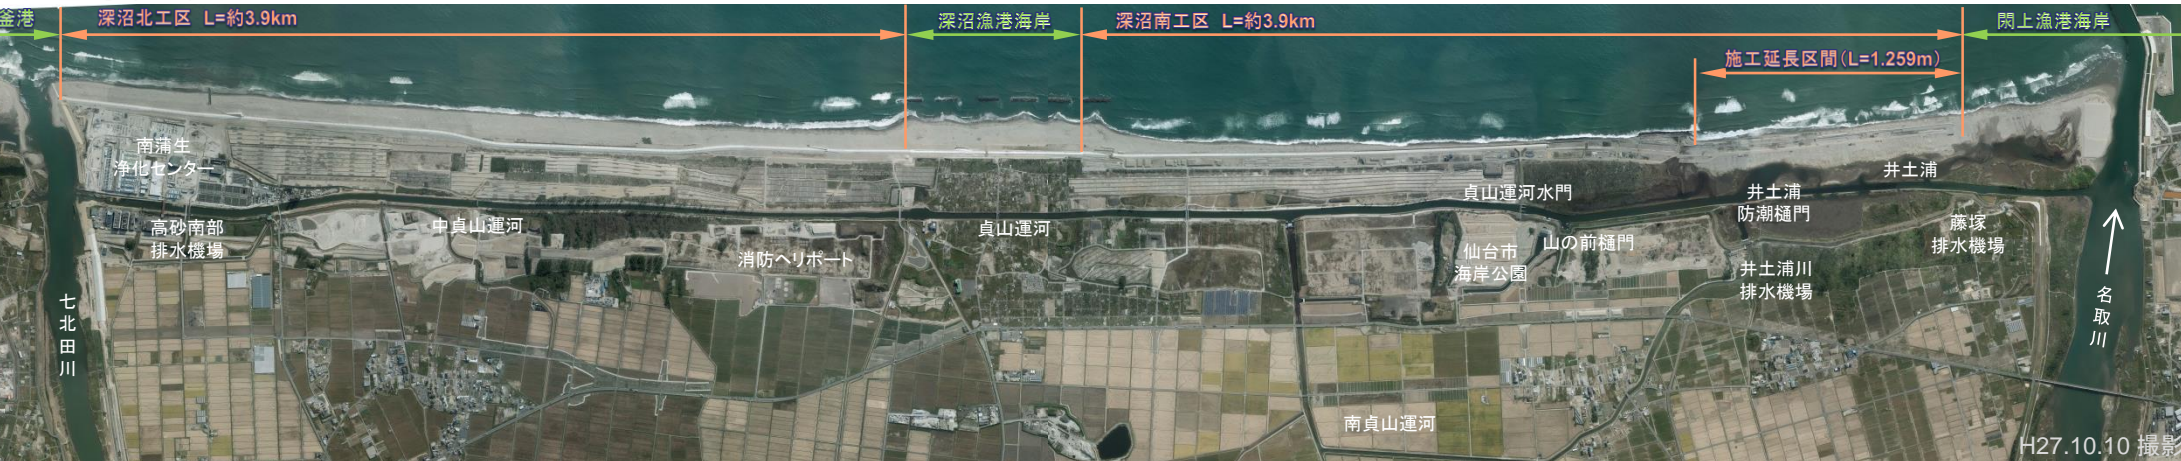 釜港
深沼北工区 L=約3.9km
深沼漁港海岸
深沼南工区 L=約3.9km
閖上漁港海岸
施工延長区間(L=1.259m)
南蒲生
浄化センター
井土浦
貞山運河水門
井土浦
防潮樋門
高砂南部
排水機場
中貞山運河
貞山運河
藤塚
排水機場
消防ヘリポート
仙台市
海岸公園
山の前樋門
井土浦川
排水機場
七北田川
名取川
南貞山運河
H27.10.10 撮影